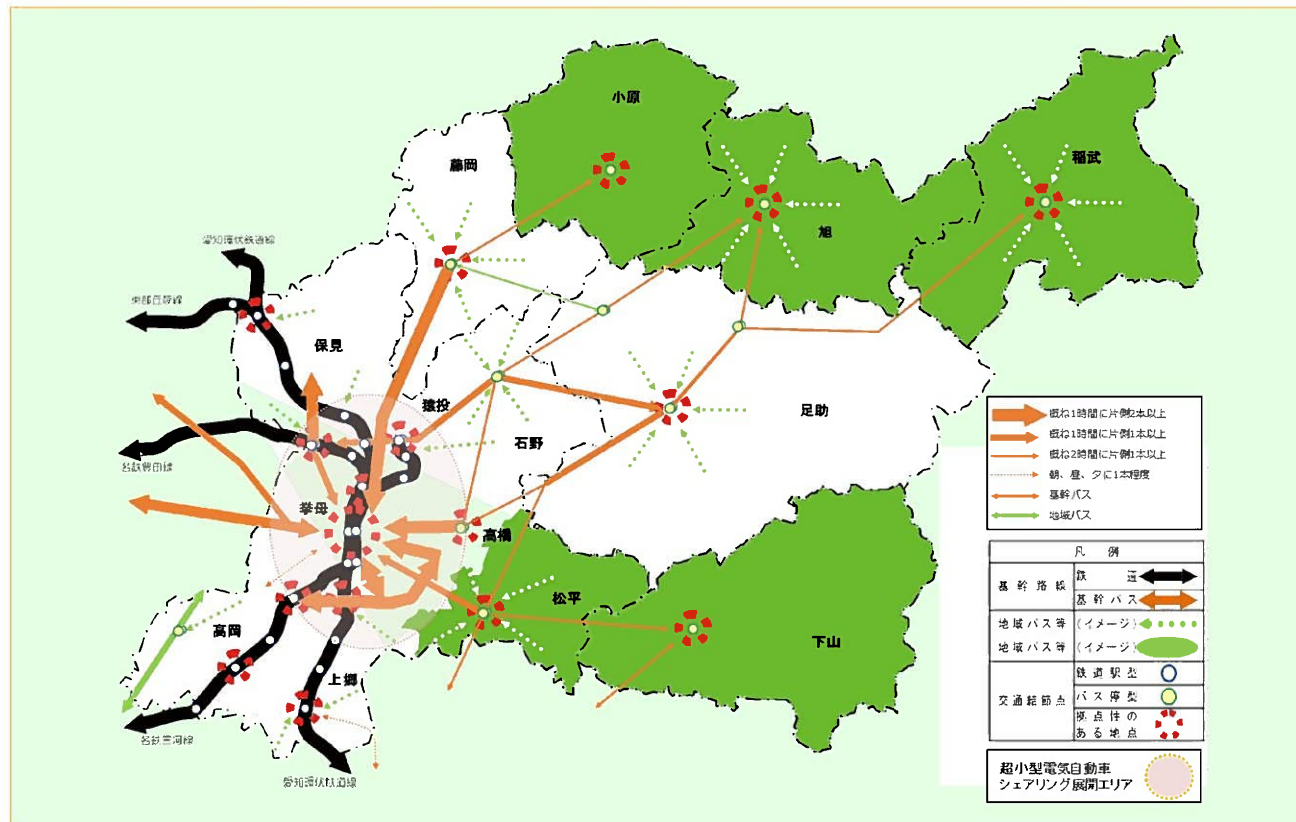 小原
稲武
藤岡
旭
愛知環状鉄道線
東部丘陵線
保見
猿投
足助
石野
名鉄豊田線
挙母
高橋
松平
下山
高岡
上郷
名鉄三河線
愛知環状鉄道線
概ね1時間に片側2本以上
概ね1時間に片側1本以上
概ね2時間に片側1本以上
朝、昼、夕に1本程度
基幹バス
地域バス
凡例
基幹路線
鉄道
基幹バス
地域バス等 (イメージ)
地域バス等 (イメージ)
交通結節点
鉄道駅型
バス停型
拠点性の
ある地点
超小型電気自動車
シェアリング展開エリア